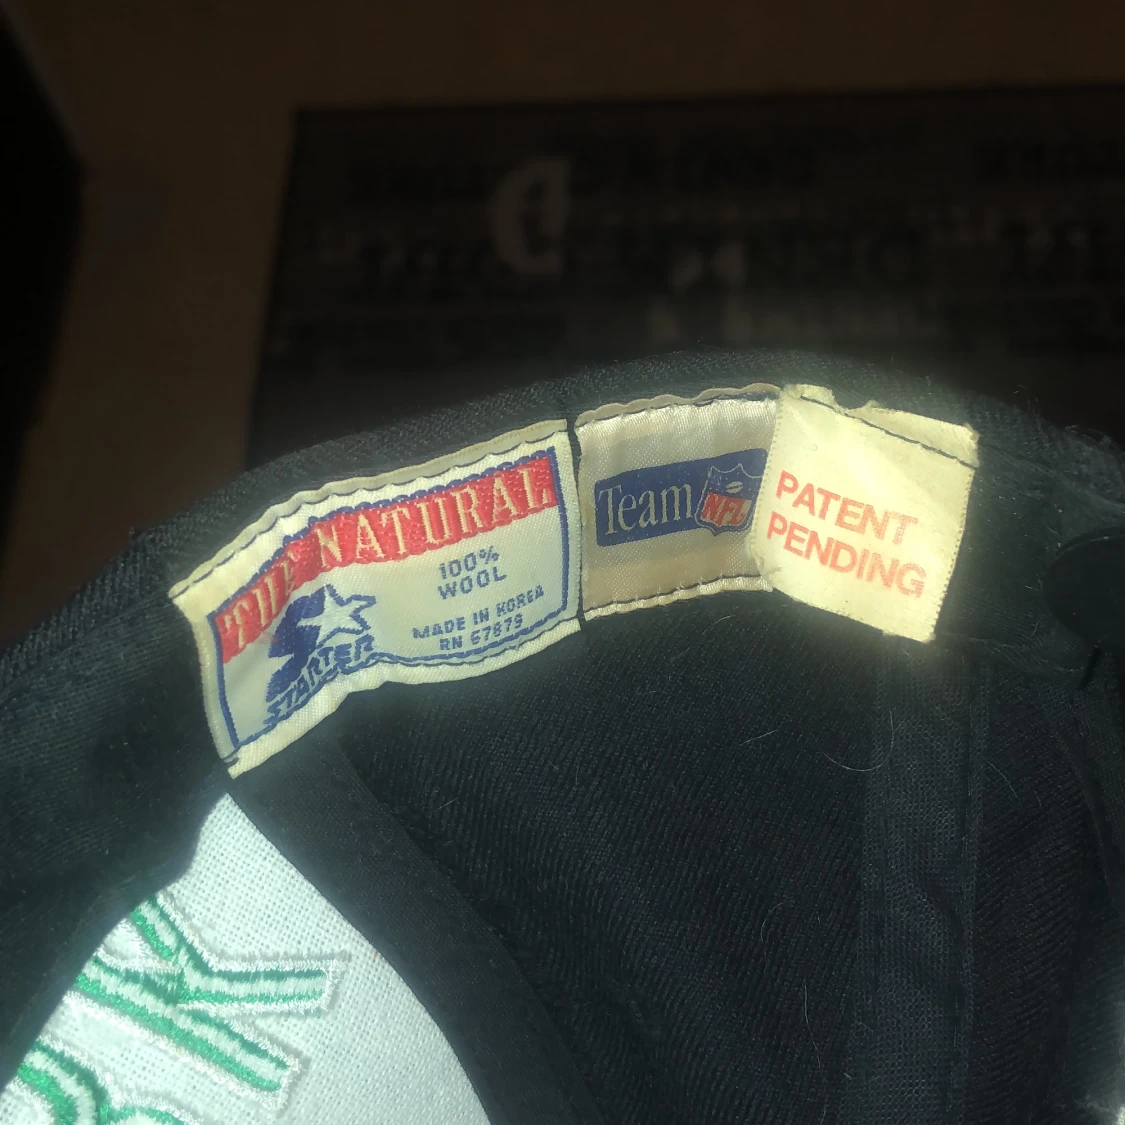 THE NATURAL
100%
WOOL
MADE IN KOREA
RN 67879
STARTER
Team NFL
PATENT
PENDING